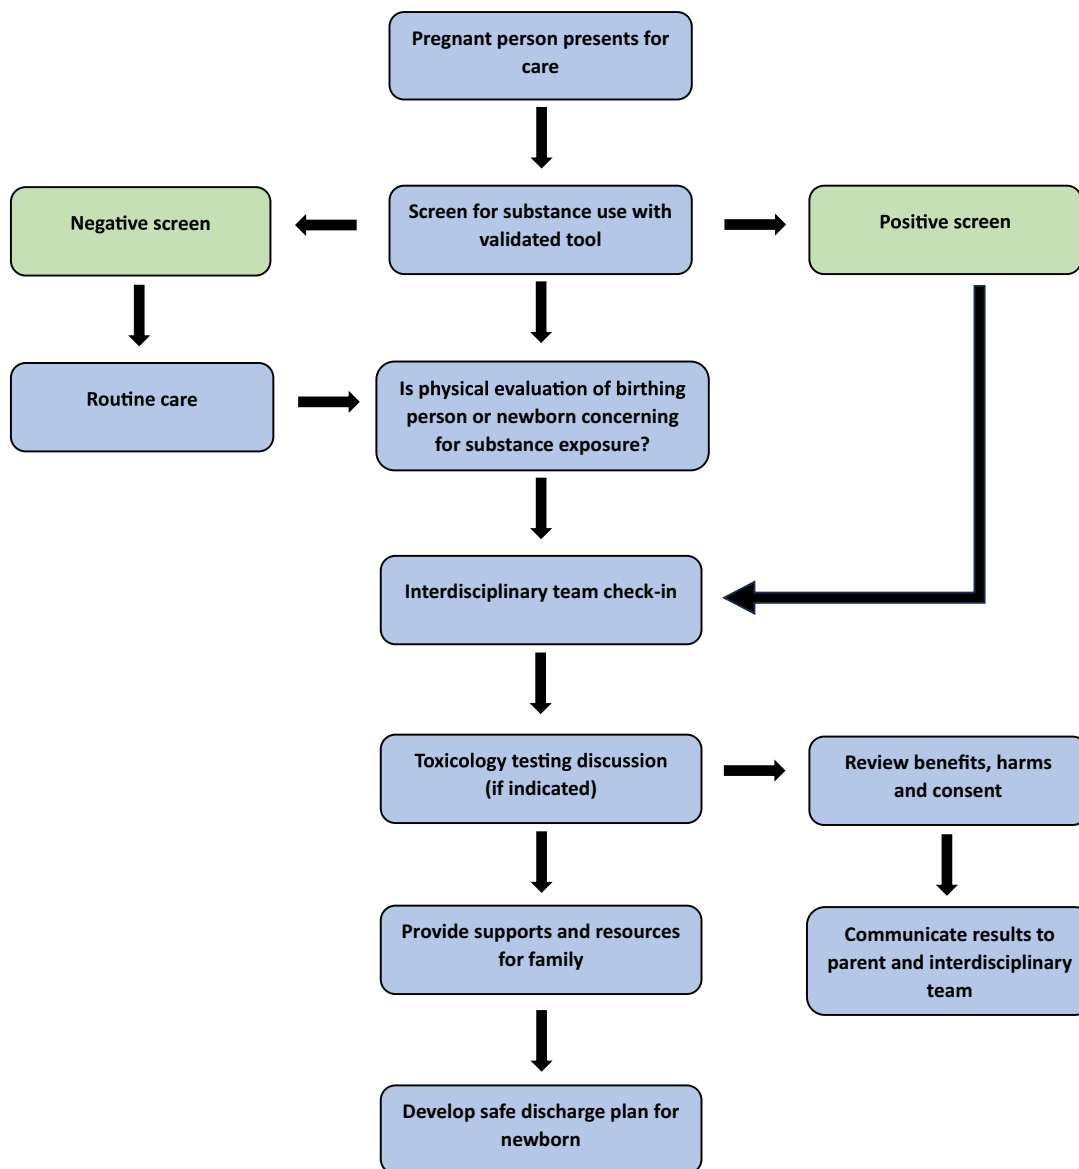 Pregnant person presents for
care
Negative screen
Screen for substance use with
validated tool
Positive screen
Routine care
Is physical evaluation of birthing
person or newborn concerning
for substance exposure?
Interdisciplinary team check-in
Toxicology testing discussion
(if indicated)
Review benefits, harms
and consent
Provide supports and resources
for family
Communicate results to
parent and interdisciplinary
team
Develop safe discharge plan for
newborn